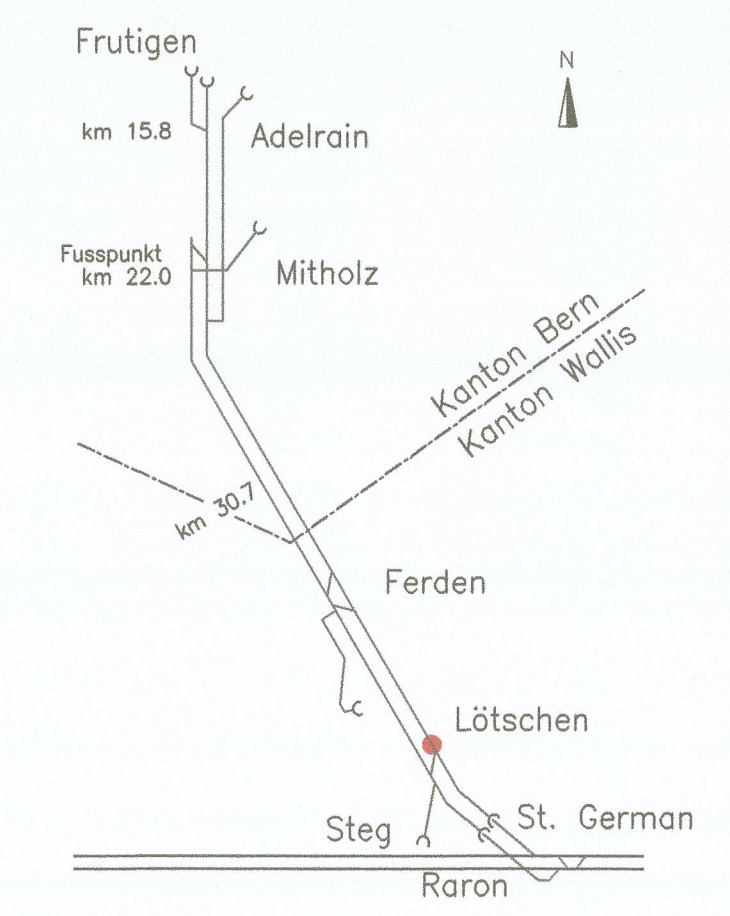 Frutigen
N
km 15.8
Adelrain
Fusspunkt
km 22.0
Mitholz
Kanton Bern
Kanton Wallis
km 30.7
Ferden
Lötschen
St. German
Steg
Raron